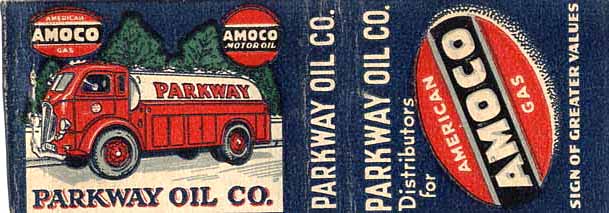 AMERICAN
AMOCO
GAS
AMOCO
MOTOR OIL
PARKWAY
PARKWAY OIL CO.
PARKWAY OIL CO.
PARKWAY OIL CO.
Distributors
for
AMERICAN
AMOCO
GAS
SIGN OF GREATER VALUES